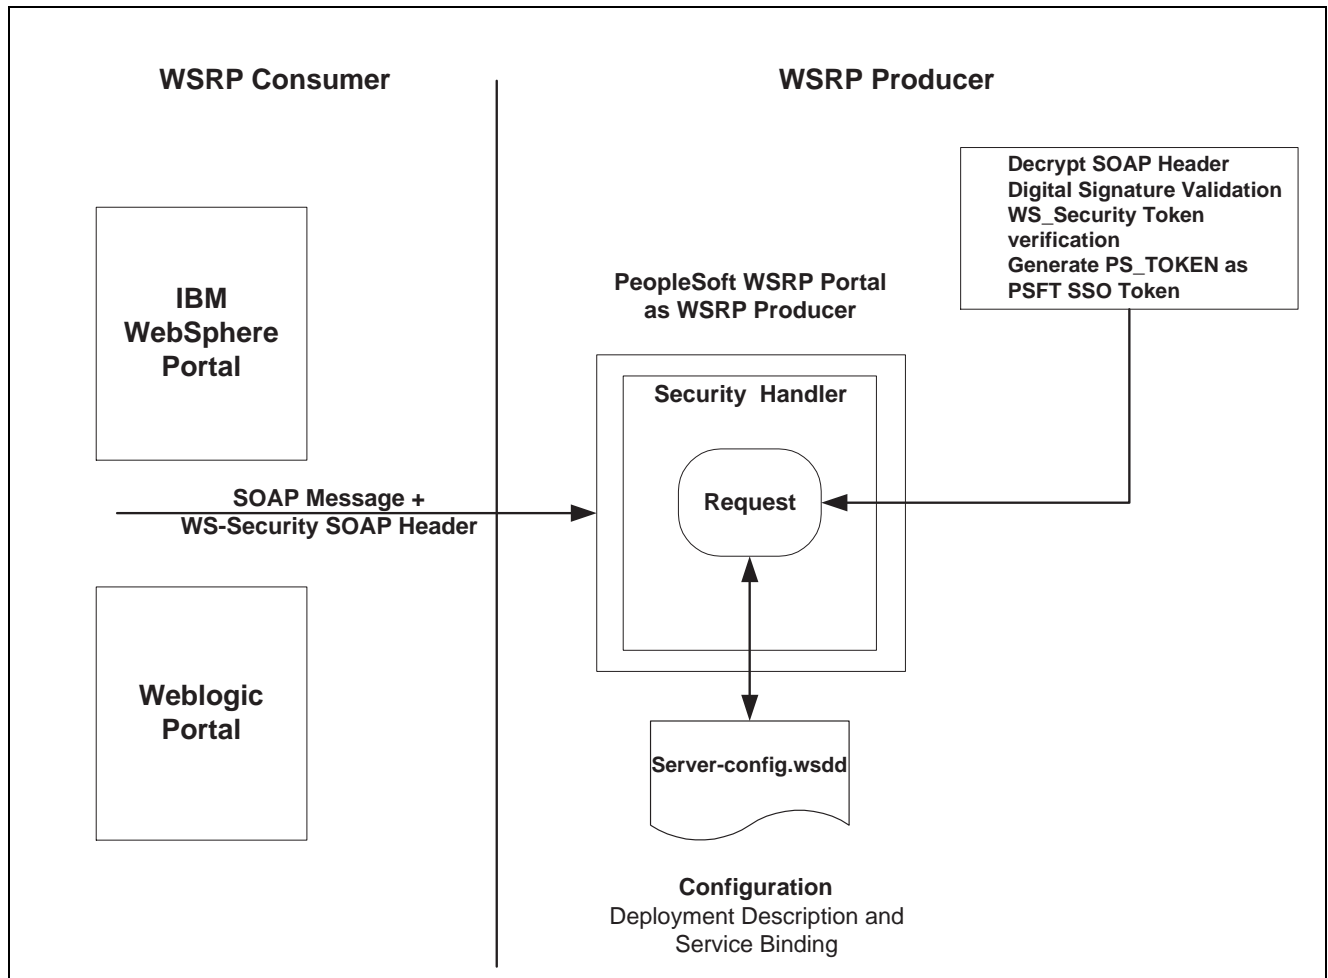 WSRP Consumer
WSRP Producer
Decrypt SOAP Header
Digital Signature Validation
WS_Security Token
verification
Generate PS_TOKEN as
PSFT SSO Token
IBM
WebSphere
Portal
PeopleSoft WSRP Portal
as WSRP Producer
Security Handler
Request
SOAP Message +
WS-Security SOAP Header
Weblogic
Portal
Server-config.wsdd
Configuration
Deployment Description and
Service Binding